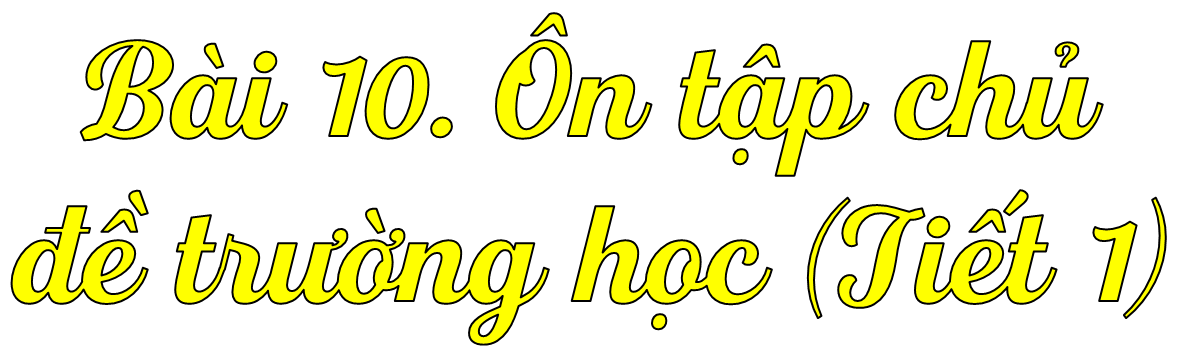 Bài 10. Ôn tập chủ
đề trường học (Tiết 1)